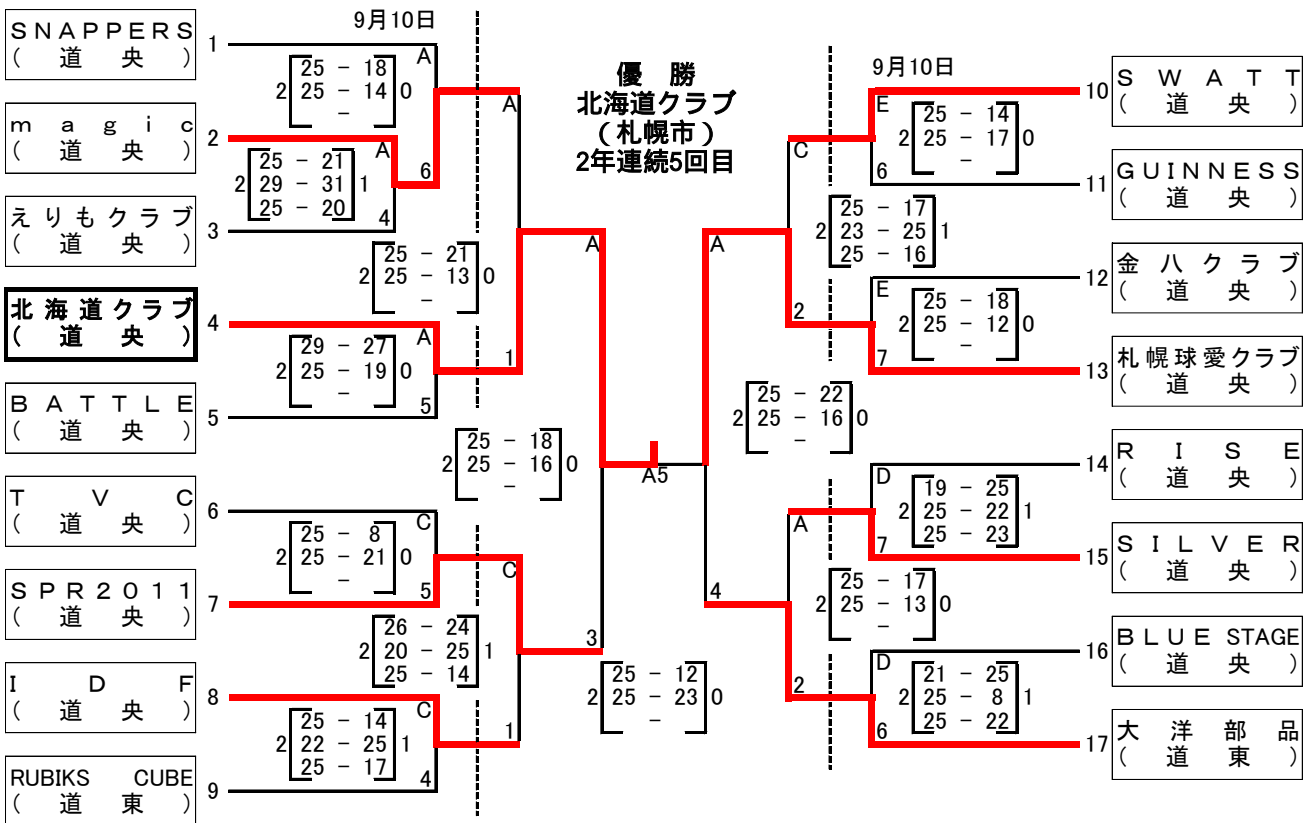 9月10日
SNAPPERS
( 道 央 )
1
A
2
25 - 18
25 - 14
-
0
magic
( 道 央 )
2
A
6
2
25 - 21
29 - 31
25 - 20
1
えりもクラブ
( 道 央 )
3
4
A
2
25 - 21
25 - 13
-
0
北海道クラブ
( 道 央 )
4
A
1
2
29 - 27
25 - 19
-
0
BATTLE
( 道 央 )
5
5
A
2
25 - 18
25 - 16
-
0
TVC
( 道 央 )
6
C
2
25 - 8
25 - 21
-
0
SPR2011
( 道 央 )
7
5
C
2
26 - 24
20 - 25
25 - 14
1
3
IDF
( 道 央 )
8
C
1
2
25 - 14
22 - 25
25 - 17
1
RUBIKS CUBE
( 道 東 )
9
4
優 勝
北海道クラブ
(札幌市)
2年連続5回目
A5
2
25 - 12
25 - 23
-
0
9月10日
10
SWATT
( 道 央 )
E
2
25 - 14
25 - 17
-
0
C
6
11
GUINNESS
( 道 央 )
2
25 - 17
23 - 25
25 - 16
1
A
12
金八クラブ
( 道 央 )
E
2
2
25 - 18
25 - 12
-
0
7
13
札幌球愛クラブ
( 道 央 )
2
25 - 22
25 - 16
-
0
14
RISE
( 道 央 )
D
2
19 - 25
25 - 22
25 - 23
1
A
7
15
SILVER
( 道 央 )
2
25 - 17
25 - 13
-
0
4
16
BLUE STAGE
( 道 央 )
D
2
2
21 - 25
25 - 8
25 - 22
1
6
17
大洋部品
( 道 東 )